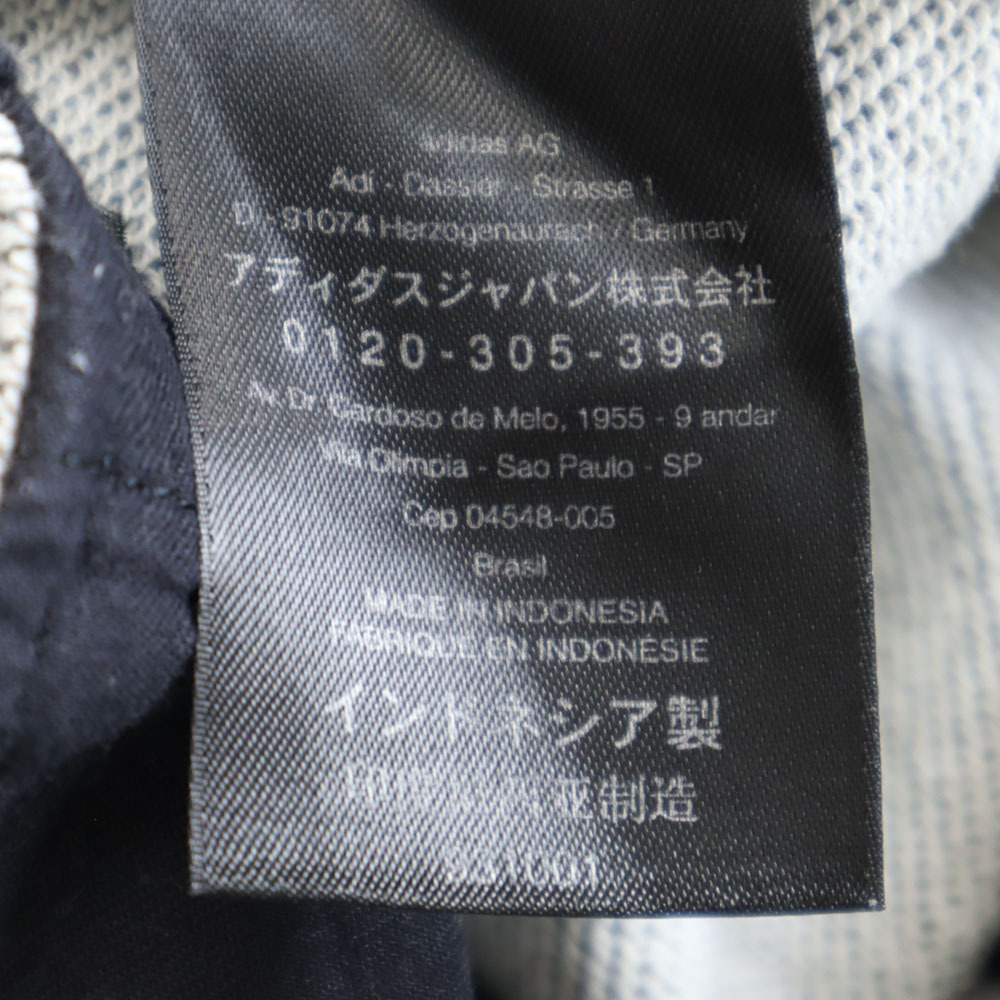 adidas AG
Adi - Dassler - Strasse 1
D - 91074 Herzogenaurach / Germany
アディダスジャパン株式会社
0120-305-393
Av Dr Cardoso de Melo, 1955 - 9 andar
Vila Olimpia - Sao Paulo - SP
Cep 04548-005
Brasil
MADE IN INDONESIA
FABRIQUE EN INDONESIE
インドネシア製
印度尼西亚制造